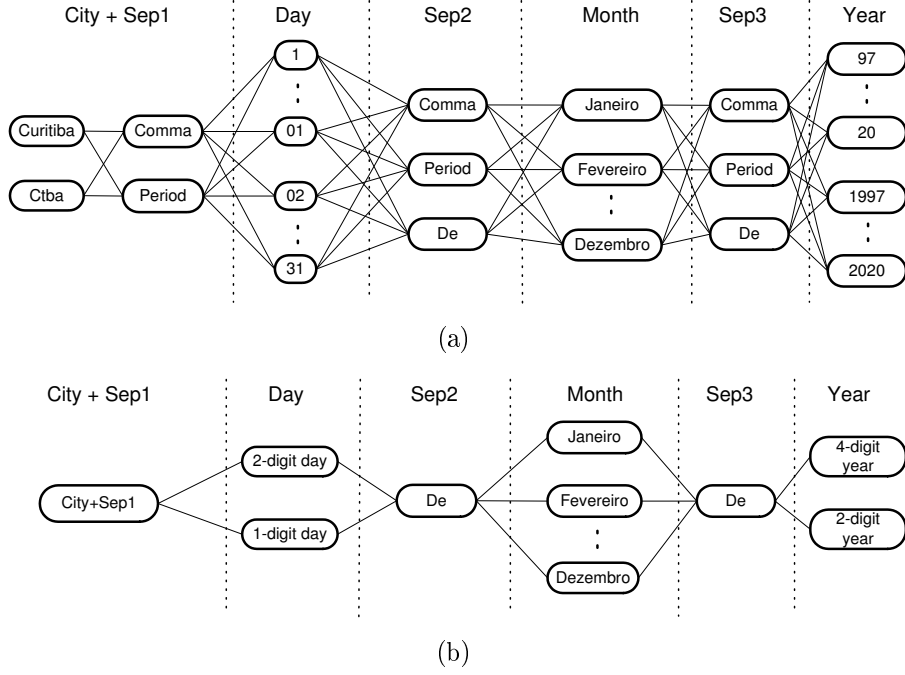 City + Sep1 Day Sep2 Month Sep3 Year
1 97
Comma Janeiro Comma
Curitiba Comma 01 20
Period Fevereiro Period
Ctba Period 02 1997
De De
Dezembro
31 2020
(a)
City + Sep1 Day Sep2 Month Sep3 Year
Janeiro
2-digit day 4-digit
year
City+Sep1 De Fevereiro De
1-digit day 2-digit
year
Dezembro
(b)